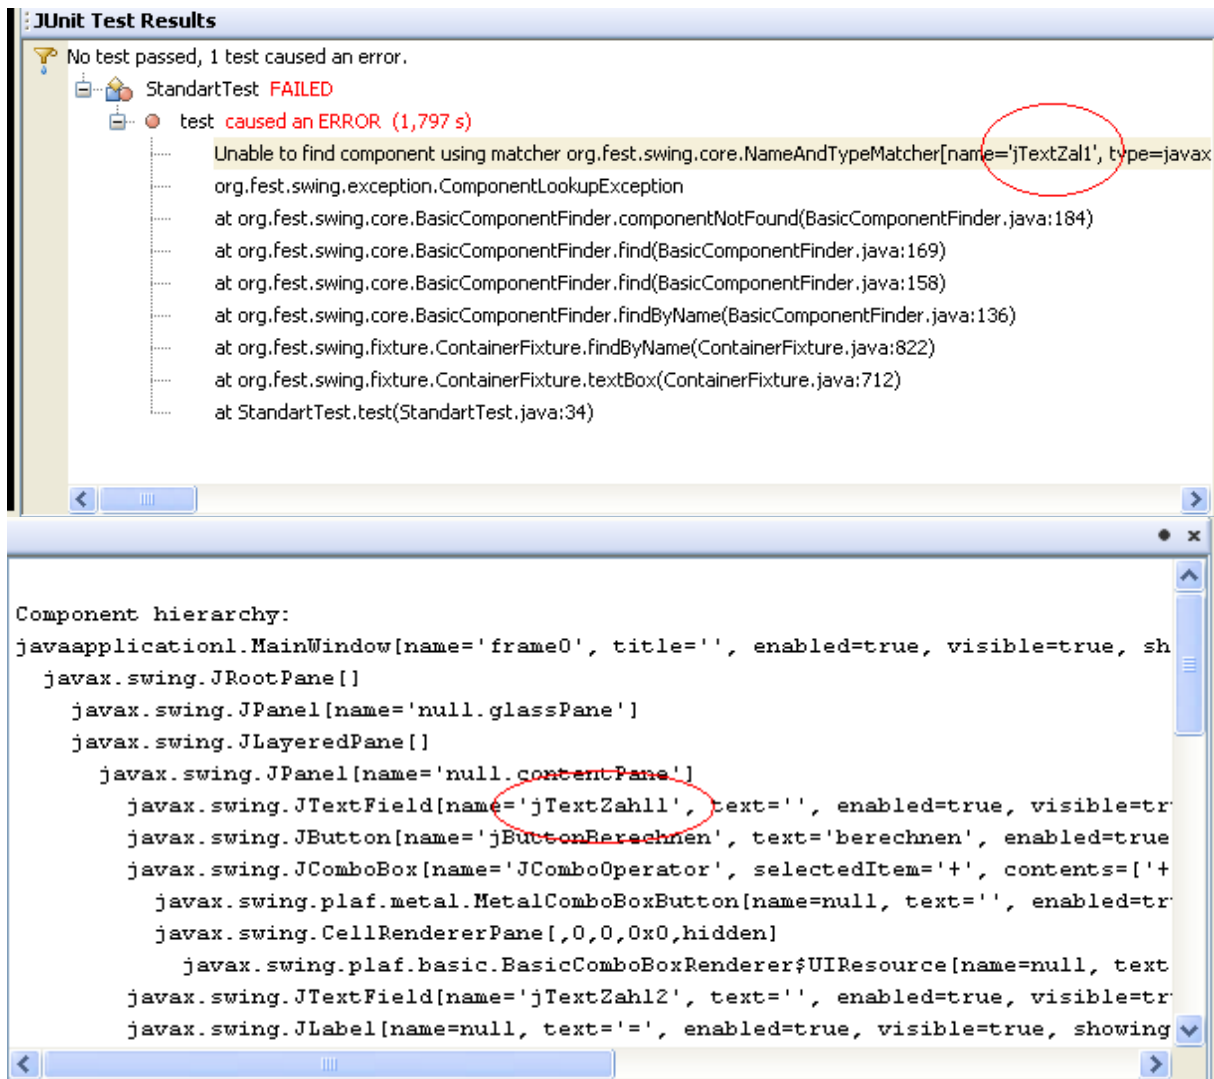 JUnit Test Results
No test passed, 1 test caused an error.
StandartTest FAILED
test caused an ERROR (1,797 s)
Unable to find component using matcher org.fest.swing.core.NameAndTypeMatcher[name='jTextZal1', type=javax
org.fest.swing.exception.ComponentLookupException
at org.fest.swing.core.BasicComponentFinder.componentNotFound(BasicComponentFinder.java:184)
at org.fest.swing.core.BasicComponentFinder.find(BasicComponentFinder.java:169)
at org.fest.swing.core.BasicComponentFinder.find(BasicComponentFinder.java:158)
at org.fest.swing.core.BasicComponentFinder.findByName(BasicComponentFinder.java:136)
at org.fest.swing.fixture.ContainerFixture.findByName(ContainerFixture.java:822)
at org.fest.swing.fixture.ContainerFixture.textBox(ContainerFixture.java:712)
at StandartTest.test(StandartTest.java:34)
Component hierarchy:
javaapplication1.MainWindow[name='frame0', title='', enabled=true, visible=true, sh
javax.swing.JRootPane[]
javax.swing.JPanel[name='null.glassPane']
javax.swing.JLayeredPane[]
javax.swing.JPanel[name='null.contentPane']
javax.swing.JTextField[name='jTextZahl1', text='', enabled=true, visible=tr
javax.swing.JButton[name='jButtonBerechnen', text='berechnen', enabled=true
javax.swing.JComboBox[name='JComboOperator', selectedItem='+', contents=['+
javax.swing.plaf.metal.MetalComboBoxButton[name=null, text='', enabled=tr
javax.swing.CellRendererPane[,0,0,0x0,hidden]
javax.swing.plaf.basic.BasicComboBoxRenderer$UIResource[name=null, text
javax.swing.JTextField[name='jTextZahl2', text='', enabled=true, visible=tr
javax.swing.JLabel[name=null, text='=', enabled=true, visible=true, showing